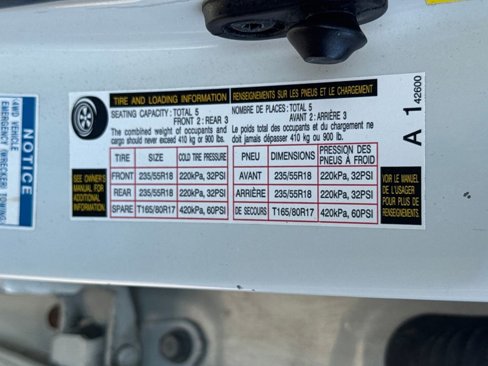 TIRE AND LOADING INFORMATION
RENSEIGNEMENTS SUR LES PNEUS ET LE CHARGEMENT
SEATING CAPACITY: TOTAL 5
FRONT 2: REAR 3
The combined weight of occupants and
cargo should never exceed 410 kg or 900 lbs.
NOMBRE DE PLACES: TOTAL 5
AVANT 2: ARRIÈRE 3
Le poids total des occupants et du chargement ne
doit jamais dépasser 410 kg ou 900 lb.
SEE OWNER'S
MANUAL FOR
ADDITIONAL
INFORMATION.
TIRE SIZE COLD TIRE PRESSURE
FRONT 235/55R18 220kPa, 32PSI
REAR 235/55R18 220kPa, 32PSI
SPARE T165/80R17 420kPa, 60PSI
PNEU DIMENSIONS PRESSION DES
PNEUS À FROID
AVANT 235/55R18 220kPa, 32PSI
ARRIÈRE 235/55R18 220kPa, 32PSI
DE SECOURS T165/80R17 420kPa, 60PSI
VOIR LE MANUEL
DE L'USAGER
POUR PLUS DE
RENSEIGNEMENTS.
A 1
42600
NOTICE
4WD VEHICLE
EMERGENCY (WRECKER) TOWING